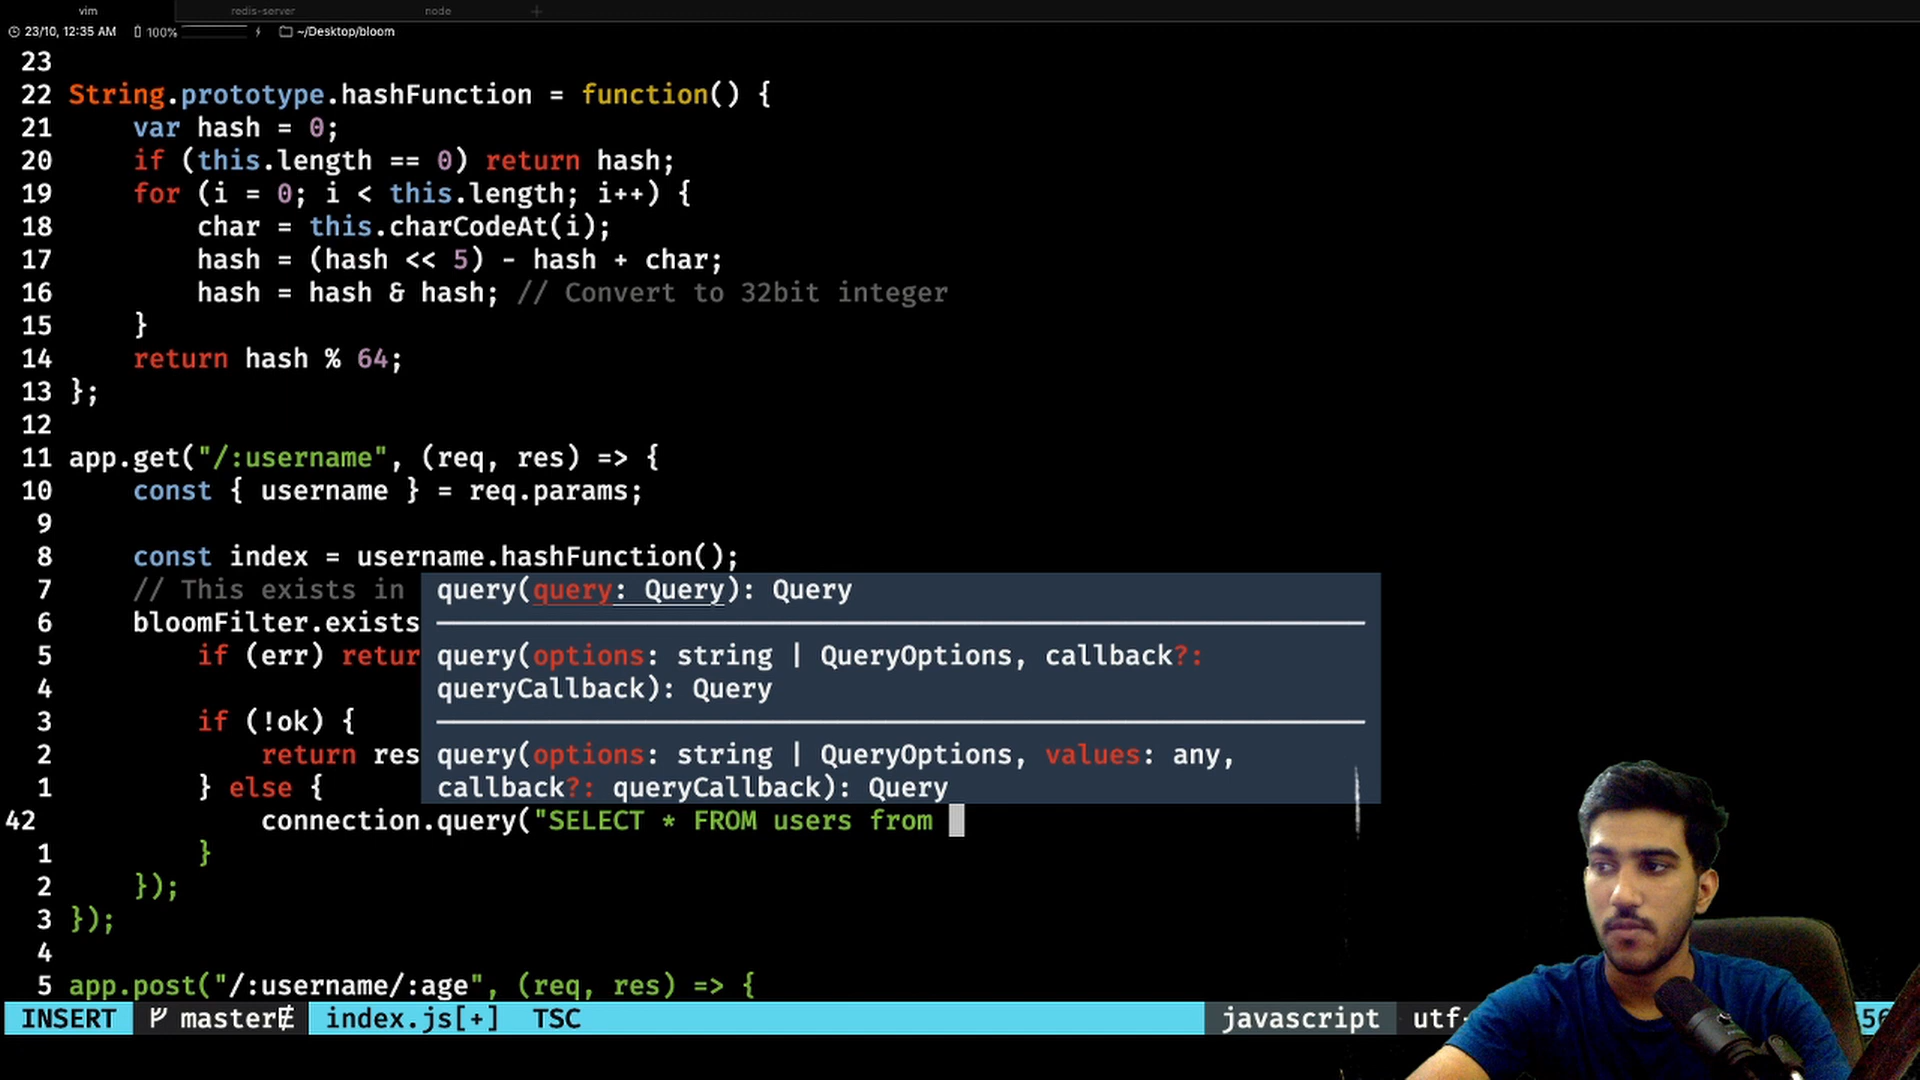 vim redis-server node +
23/10, 12:35 AM 100% ~/Desktop/bloom
23
22 String.prototype.hashFunction = function() {
21 var hash = 0;
20 if (this.length == 0) return hash;
19 for (i = 0; i < this.length; i++) {
18 char = this.charCodeAt(i);
17 hash = (hash << 5) - hash + char;
16 hash = hash & hash; // Convert to 32bit integer
15 }
14 return hash % 64;
13 };
12
11 app.get("/:username", (req, res) => {
10 const { username } = req.params;
9
8 const index = username.hashFunction();
7 // This exists in query(query: Query): Query
6 bloomFilter.exists
5 if (err) retur query(options: string | QueryOptions, callback?:
4 queryCallback): Query
3 if (!ok) {
2 return res query(options: string | QueryOptions, values: any,
1 } else { callback?: queryCallback): Query
42 connection.query("SELECT * FROM users from
1 }
2 });
3 });
4
5 app.post("/:username/:age", (req, res) => {
INSERT master index.js[+] TSC javascript utf- 56